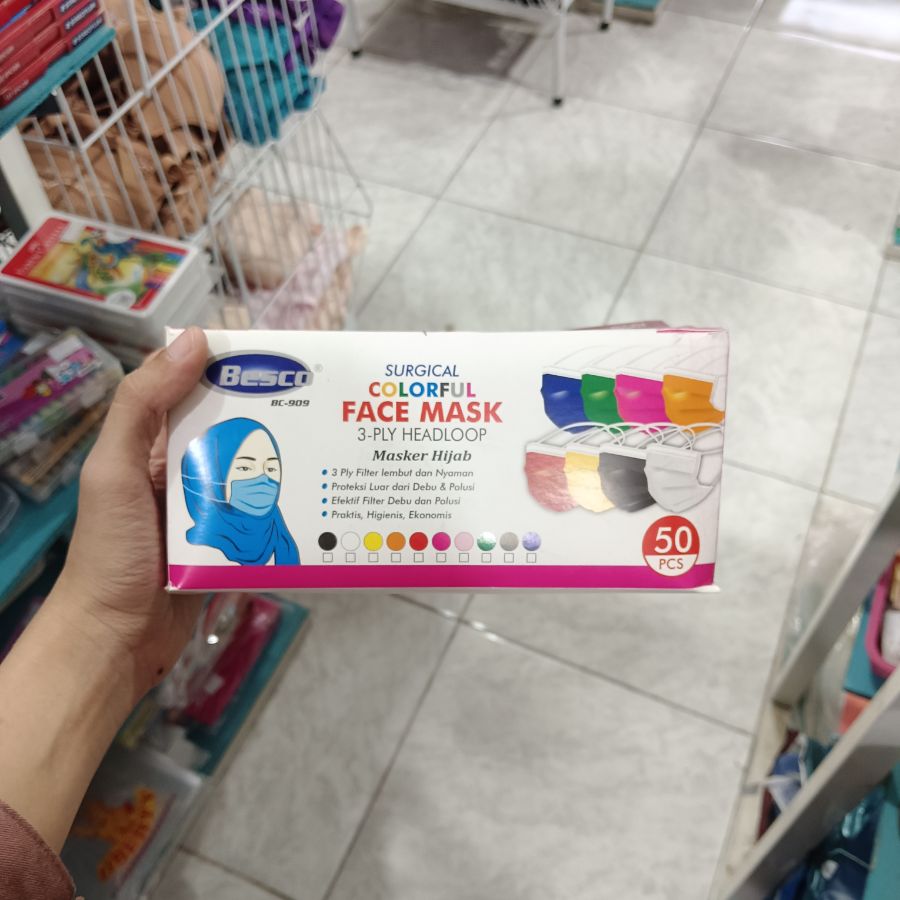 Besco®
BC-909
SURGICAL
COLORFUL
FACE MASK
3-PLY HEADLOOP
Masker Hijab
3 Ply Filter lembut dan Nyaman
Proteksi Luar dari Debu & Polusi
Efektif Filter Debu dan Polusi
Praktis, Higienis, Ekonomis
50
PCS